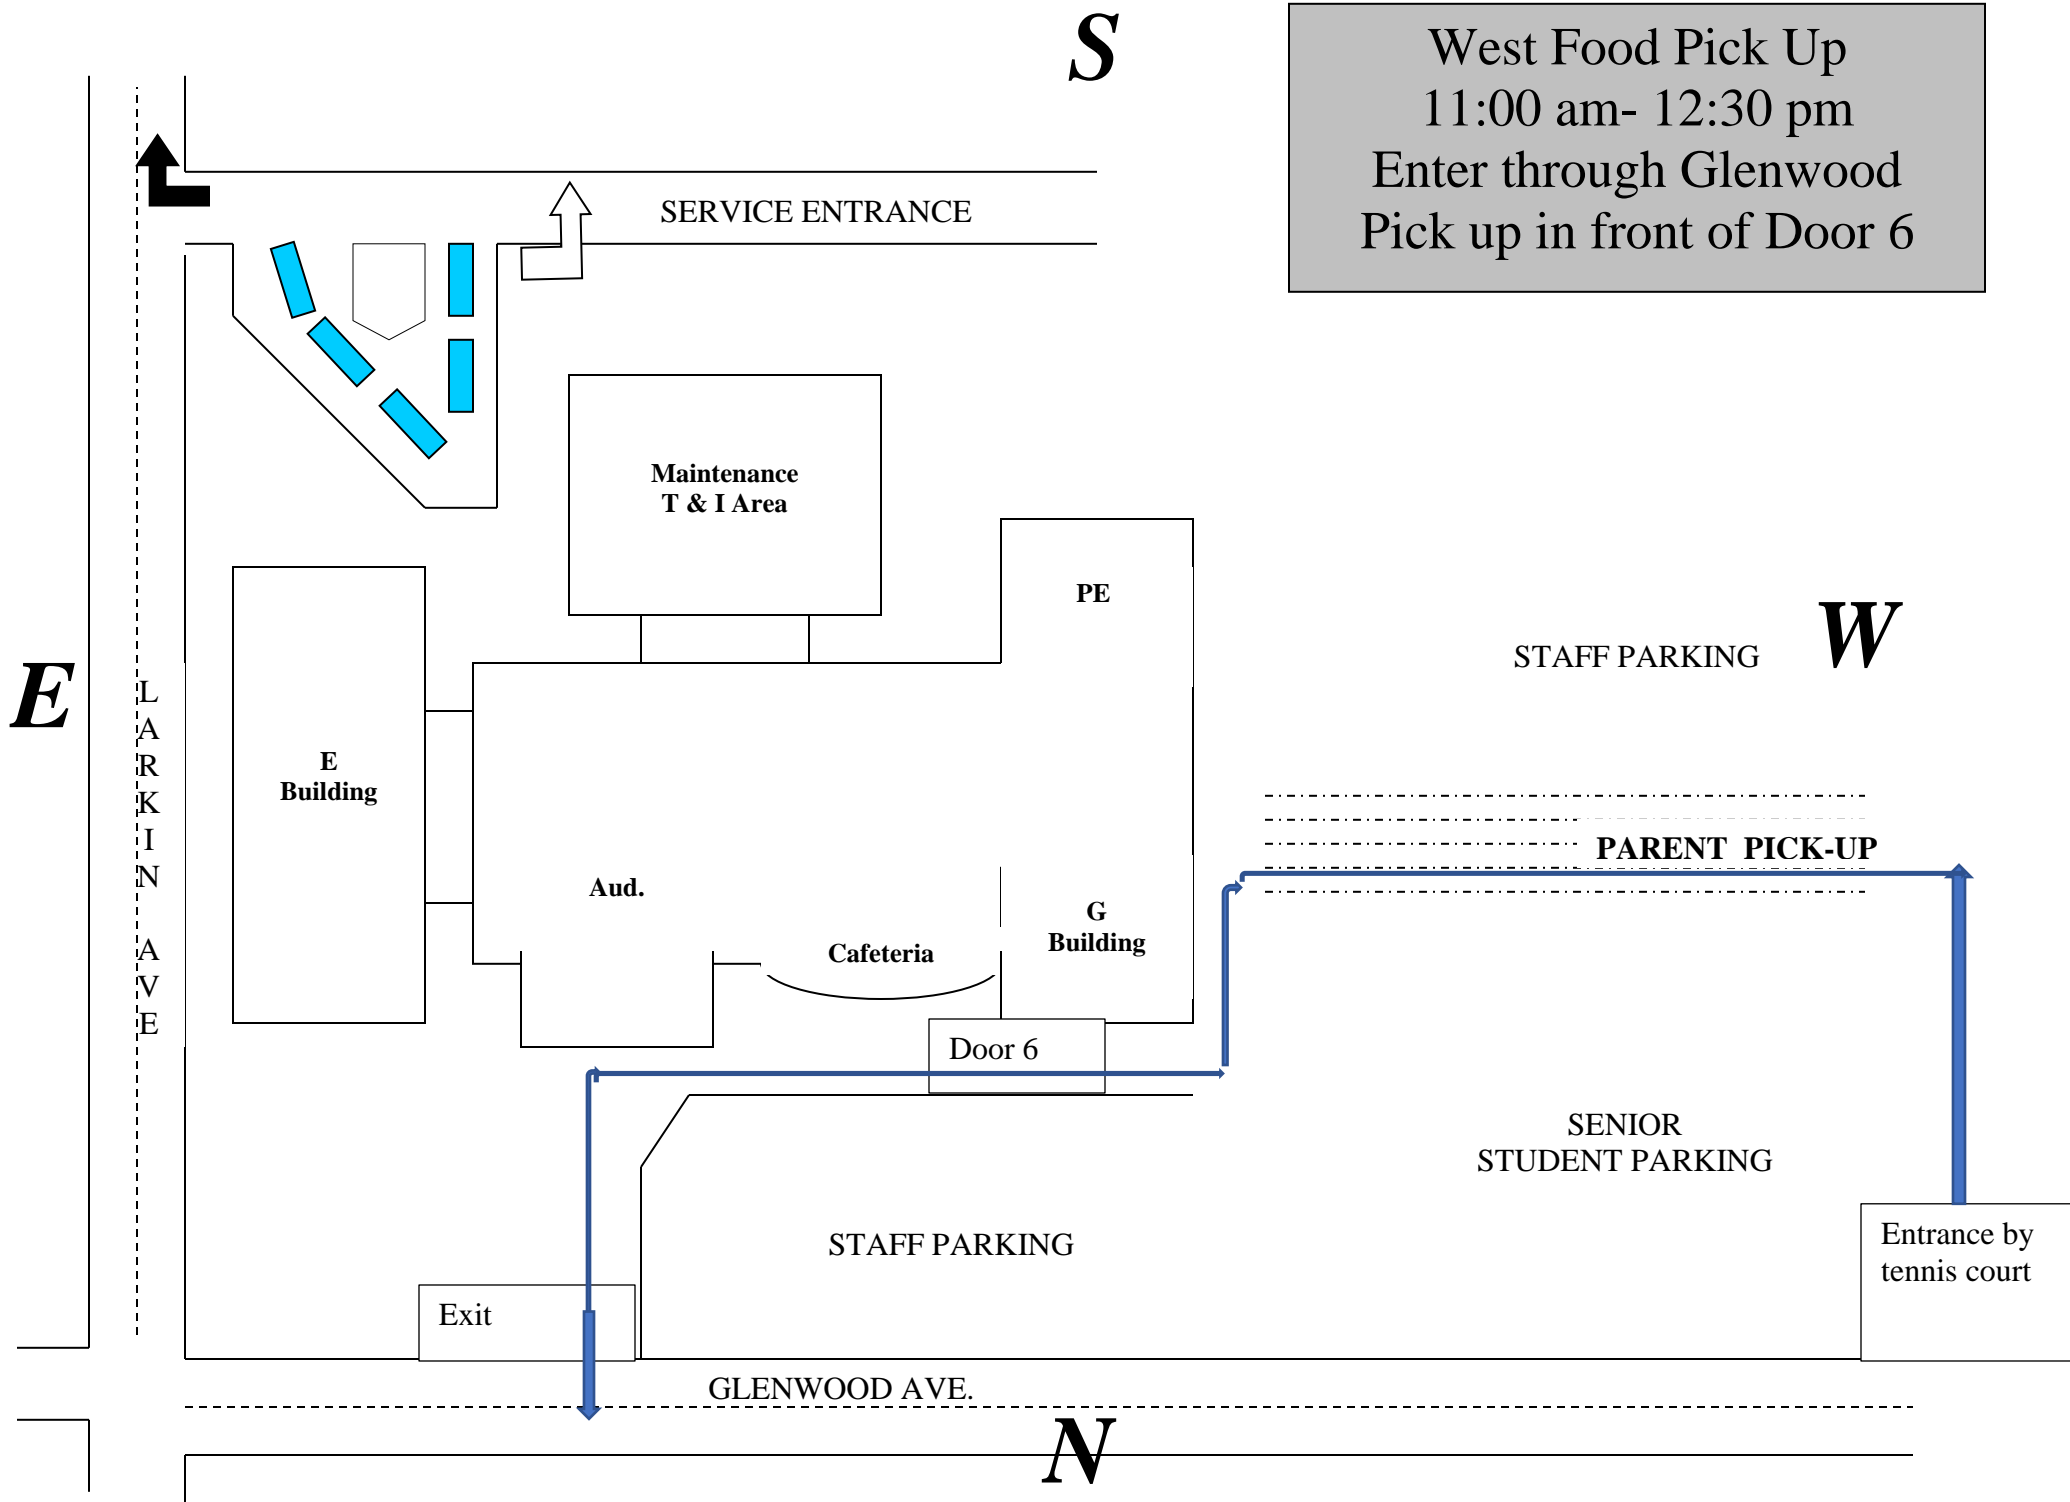 S
West Food Pick Up
11:00 am- 12:30 pm
Enter through Glenwood
Pick up in front of Door 6
SERVICE ENTRANCE
Maintenance
T & I Area
PE
W
STAFF PARKING
E
LARKIN AVE
E
Building
PARENT PICK-UP
Aud.
G
Building
Cafeteria
Door 6
SENIOR
STUDENT PARKING
STAFF PARKING
Entrance by
tennis court
Exit
GLENWOOD AVE.
N